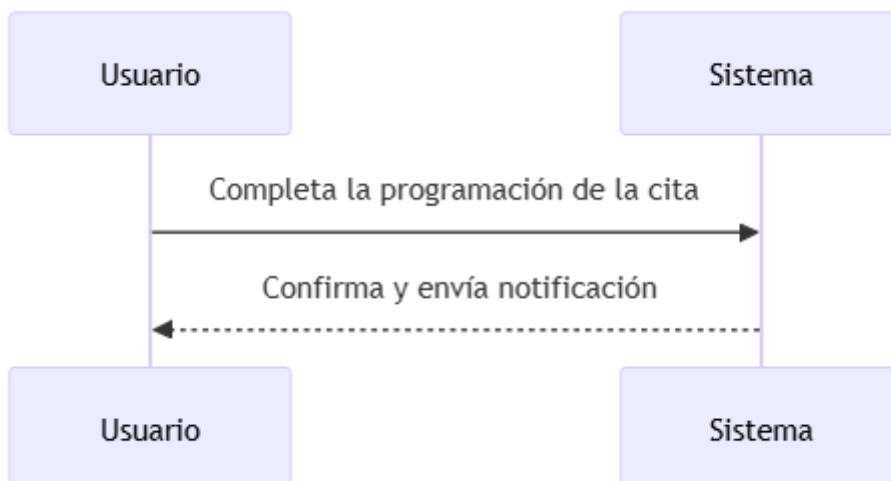 Usuario
Sistema
Completa la programación de la cita
Confirma y envía notificación
Usuario
Sistema